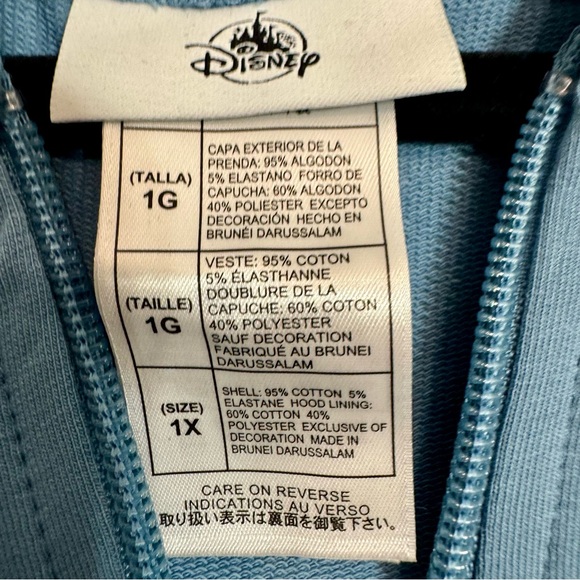 Disney
(TALLA)
1G
CAPA EXTERIOR DE LA
PRENDA: 95% ALGODON
5% ELASTANO FORRO DE
CAPUCHA: 60% ALGODON
40% POLIESTER EXCEPTO
DECORACIÓN HECHO EN
BRUNÉI DARUSSALAM
(TAILLE)
1G
VESTE: 95% COTON
5% ÉLASTHANNE
DOUBLURE DE LA
CAPUCHE: 60% COTON
40% POLYESTER
SAUF DECORATION
FABRIQUÉ AU BRUNEI
DARUSSALAM
(SIZE)
1X
SHELL: 95% COTTON 5%
ELASTANE HOOD LINING:
60% COTTON 40%
POLYESTER EXCLUSIVE OF
DECORATION MADE IN
BRUNEI DARUSSALAM
CARE ON REVERSE
INDICATIONS AU VERSO
取り扱い表示は裏面を御覧下さい。